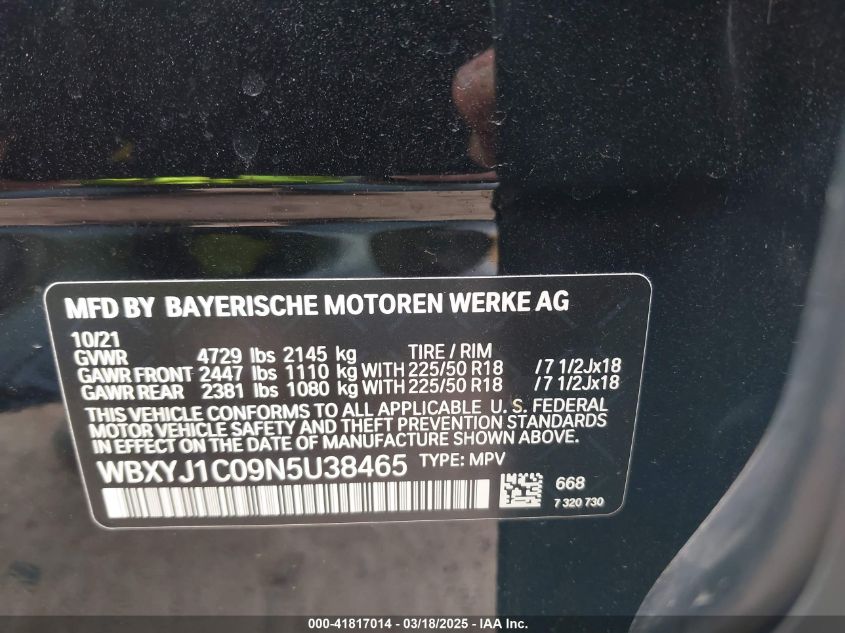 MFD BY BAYERISCHE MOTOREN WERKE AG
10/21
GVWR 4729 lbs 2145 kg TIRE / RIM
GAWR FRONT 2447 lbs 1110 kg WITH 225/50 R18 /7 1/2Jx18
GAWR REAR 2381 lbs 1080 kg WITH 225/50 R18 /7 1/2Jx18
THIS VEHICLE CONFORMS TO ALL APPLICABLE U. S. FEDERAL
MOTOR VEHICLE SAFETY AND THEFT PREVENTION STANDARDS
IN EFFECT ON THE DATE OF MANUFACTURE SHOWN ABOVE.
WBXYJ1C09N5U38465 TYPE: MPV
668
7 320 730
000-41817014 — 03/18/2025 — IAA Inc.